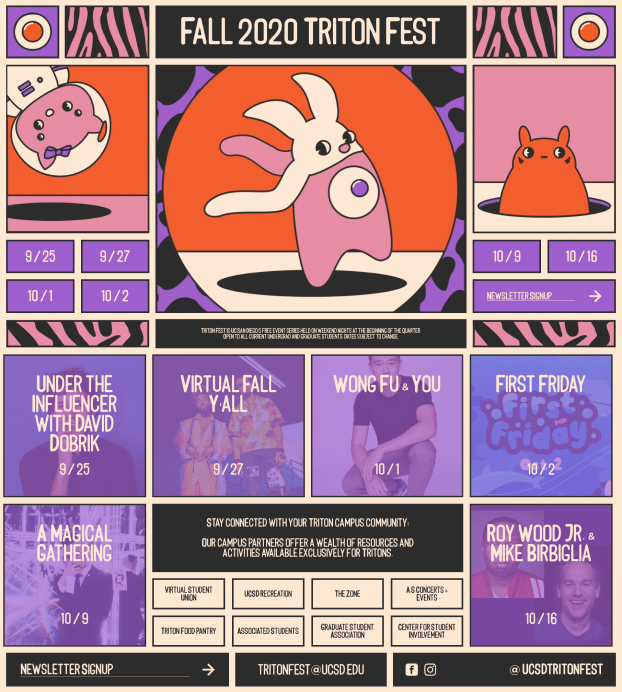 FALL 2020 TRITON FEST
9/25
9/27
10/1
10/2
10/9
10/16
NEWSLETTER SIGNUP
TRITON FEST IS UC SAN DIEGO'S FREE EVENT SERIES HELD ON WEEKEND NIGHTS AT THE BEGINNING OF THE QUARTER
OPEN TO ALL CURRENT UNDERGRAD AND GRADUATE STUDENTS. DATES SUBJECT TO CHANGE.
UNDER THE
INFLUENCER
WITH DAVID
DOBRIK
9/25
VIRTUAL FALL
Y'ALL
9/27
WONG FU & YOU
10/1
FIRST FRIDAY
First
Friday
10/2
A MAGICAL
GATHERING
10/9
STAY CONNECTED WITH YOUR TRITON CAMPUS COMMUNITY!
OUR CAMPUS PARTNERS OFFER A WEALTH OF RESOURCES AND
ACTIVITIES AVAILABLE EXCLUSIVELY FOR TRITONS.
VIRTUAL STUDENT
UNION
UCSD RECREATION
THE ZONE
A.S CONCERTS &
EVENTS
TRITON FOOD PANTRY
ASSOCIATED STUDENTS
GRADUATE STUDENT
ASSOCIATION
CENTER FOR STUDENT
INVOLVEMENT
ROY WOOD JR. &
MIKE BIRBIGLIA
10/16
NEWSLETTER SIGNUP
TRITONFEST@UCSD.EDU
@UCSDTRITONFEST